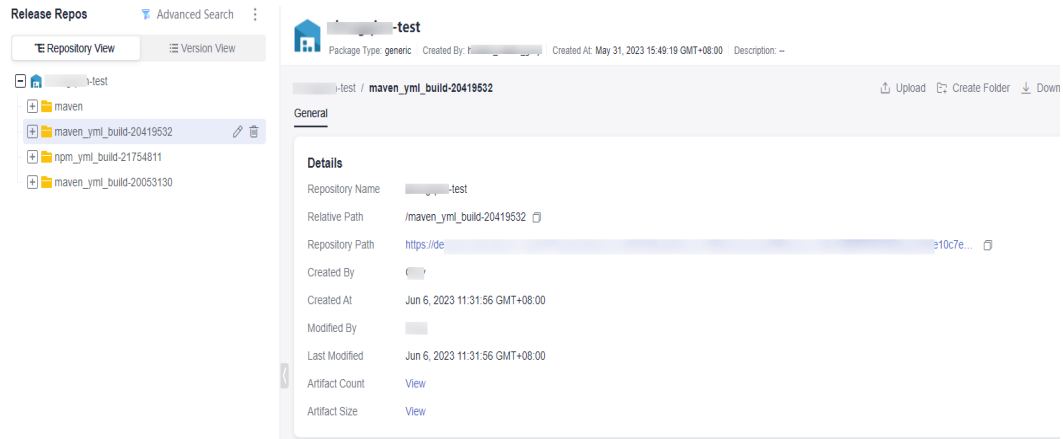 Release Repos
Advanced Search
Repository View
Version View
-test
maven
maven_yml_build-20419532
npm_yml_build-21754811
maven_yml_build-20053130
-test
Package Type: generic Created By: Created At: May 31, 2023 15:49:19 GMT+08:00 Description: --
-test / maven_yml_build-20419532
Upload Create Folder Down
General
Details
Repository Name -test
Relative Path /maven_yml_build-20419532
Repository Path https://de e10c7e...
Created By
Created At Jun 6, 2023 11:31:56 GMT+08:00
Modified By
Last Modified Jun 6, 2023 11:31:56 GMT+08:00
Artifact Count View
Artifact Size View